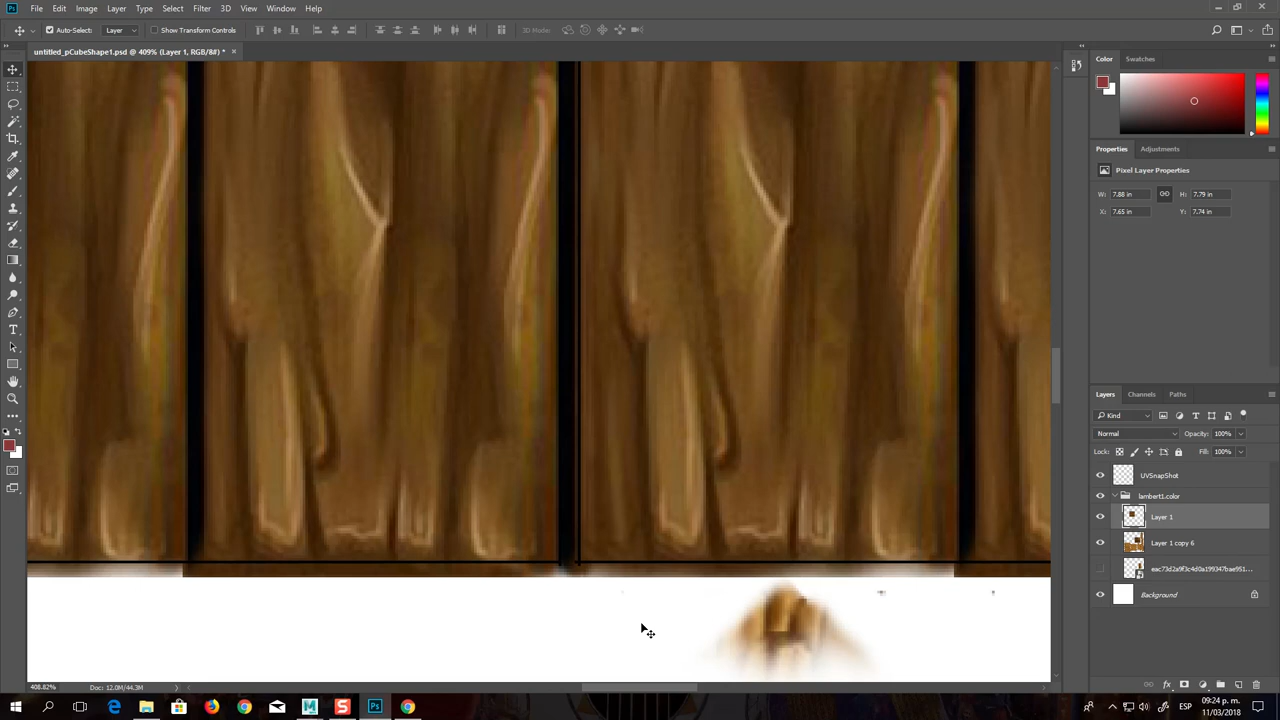 Ps File Edit Image Layer Type Select Filter 3D View Window Help
Auto-Select: Layer Show Transform Controls 3D Mode:
untitled_pCubeShape1.psd @ 409% (Layer 1, RGB/8#) *
Color Swatches
Properties Adjustments
Pixel Layer Properties
W: 7.88 in H: 7.79 in
X: 7.65 in Y: 7.74 in
Layers Channels Paths
Kind
Normal Opacity: 100%
Lock: Fill: 100%
UVSnapShot
lambert1.color
Layer 1
Layer 1 copy 6
eac73d2a9f3c4d0a199347bae951...
Background
408.82% Doc: 12.0M/44.3M
ESP 09:24 p. m.
11/03/2018